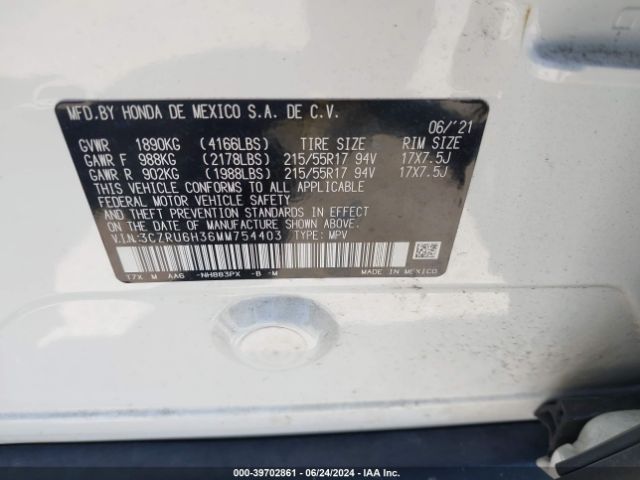 MFD.BY HONDA DE MEXICO S.A. DE C.V.
06/'21
GVWR 1890KG (4166LBS) TIRE SIZE RIM SIZE
GAWR F 988KG (2178LBS) 215/55R17 94V 17X7.5J
GAWR R 902KG (1988LBS) 215/55R17 94V 17X7.5J
THIS VEHICLE CONFORMS TO ALL APPLICABLE
FEDERAL MOTOR VEHICLE SAFETY
STANDARDS IN EFFECT ON THE DATE OF
MANUFACTURE SHOWN ABOVE.
V.I.N:3CZRU6H36MM754403 TYPE: MPV
T7X M AA6 -NH883PX -B -M MADE IN MEXICO
000-39702861 - 06/24/2024 - IAA Inc.